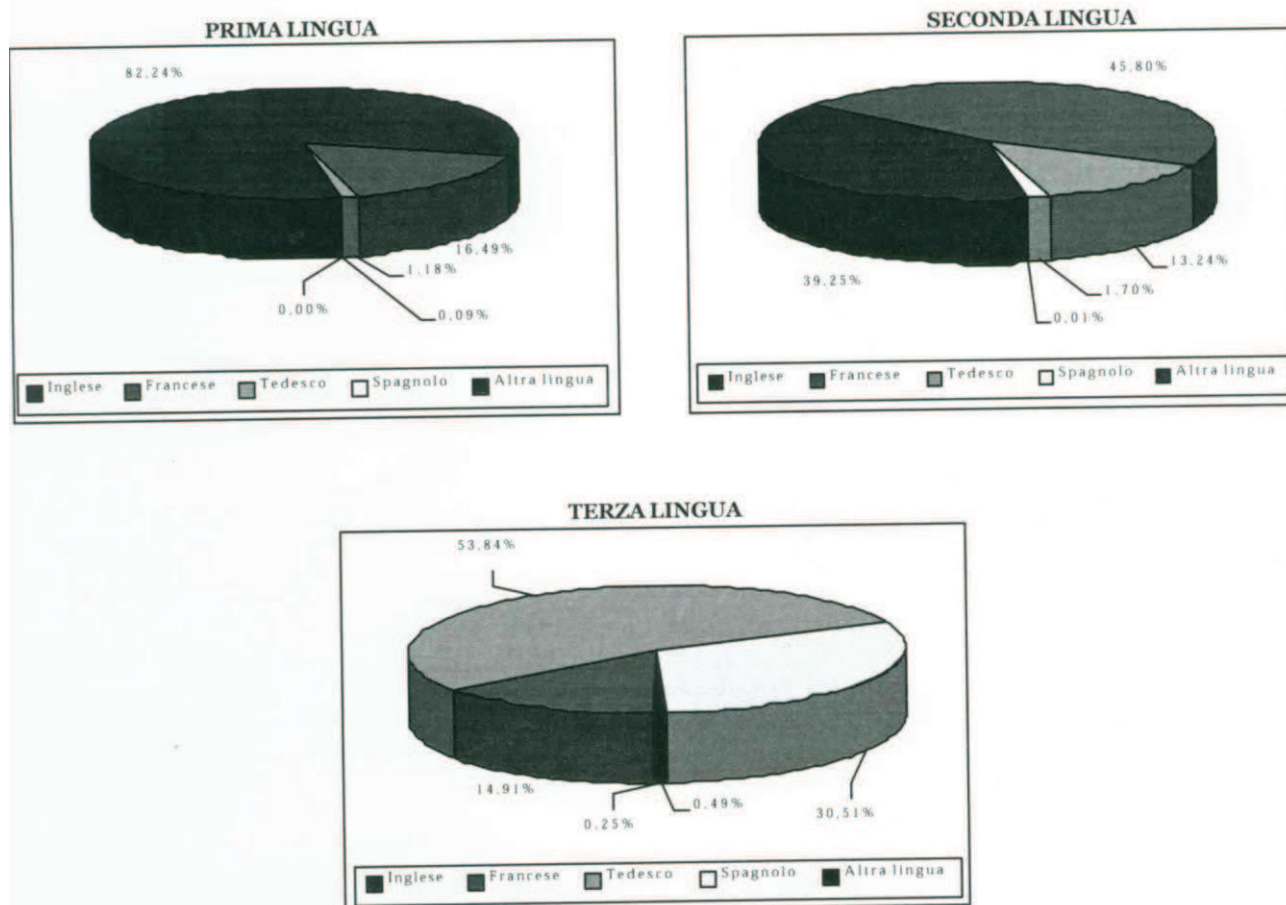 PRIMA LINGUA
82,24%
16,49%
1,18%
0,00%
0,09%
Inglese Francese Tedesco Spagnolo Altra lingua
SECONDA LINGUA
45,80%
39,25%
13,24%
1,70%
0,01%
Inglese Francese Tedesco Spagnolo Altra lingua
TERZA LINGUA
53,84%
14,91%
0,25%
0,49%
30,51%
Inglese Francese Tedesco Spagnolo Altra lingua